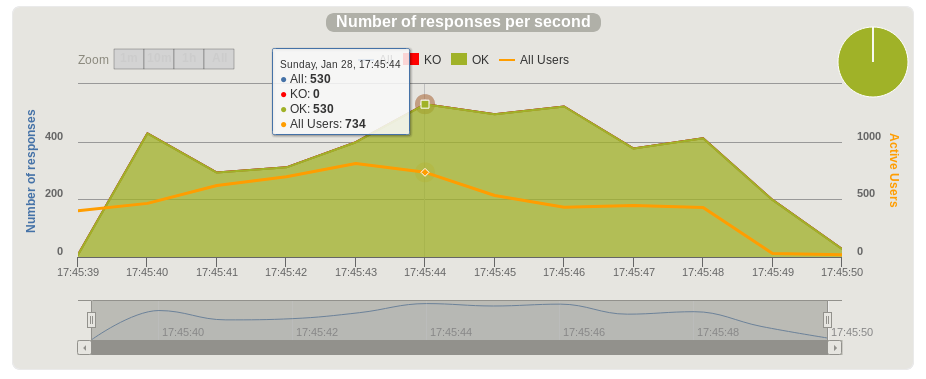 Number of responses per second
Zoom 1m 10m 1h All
KO OK All Users
Sunday, Jan 28, 17:45:44
All: 530
KO: 0
OK: 530
All Users: 734
Number of responses
400
200
0
1000
500
0
Active Users
17:45:39 17:45:40 17:45:41 17:45:42 17:45:43 17:45:44 17:45:45 17:45:46 17:45:47 17:45:48 17:45:49 17:45:50
17:45:40 17:45:42 17:45:44 17:45:46 17:45:48 17:45:50